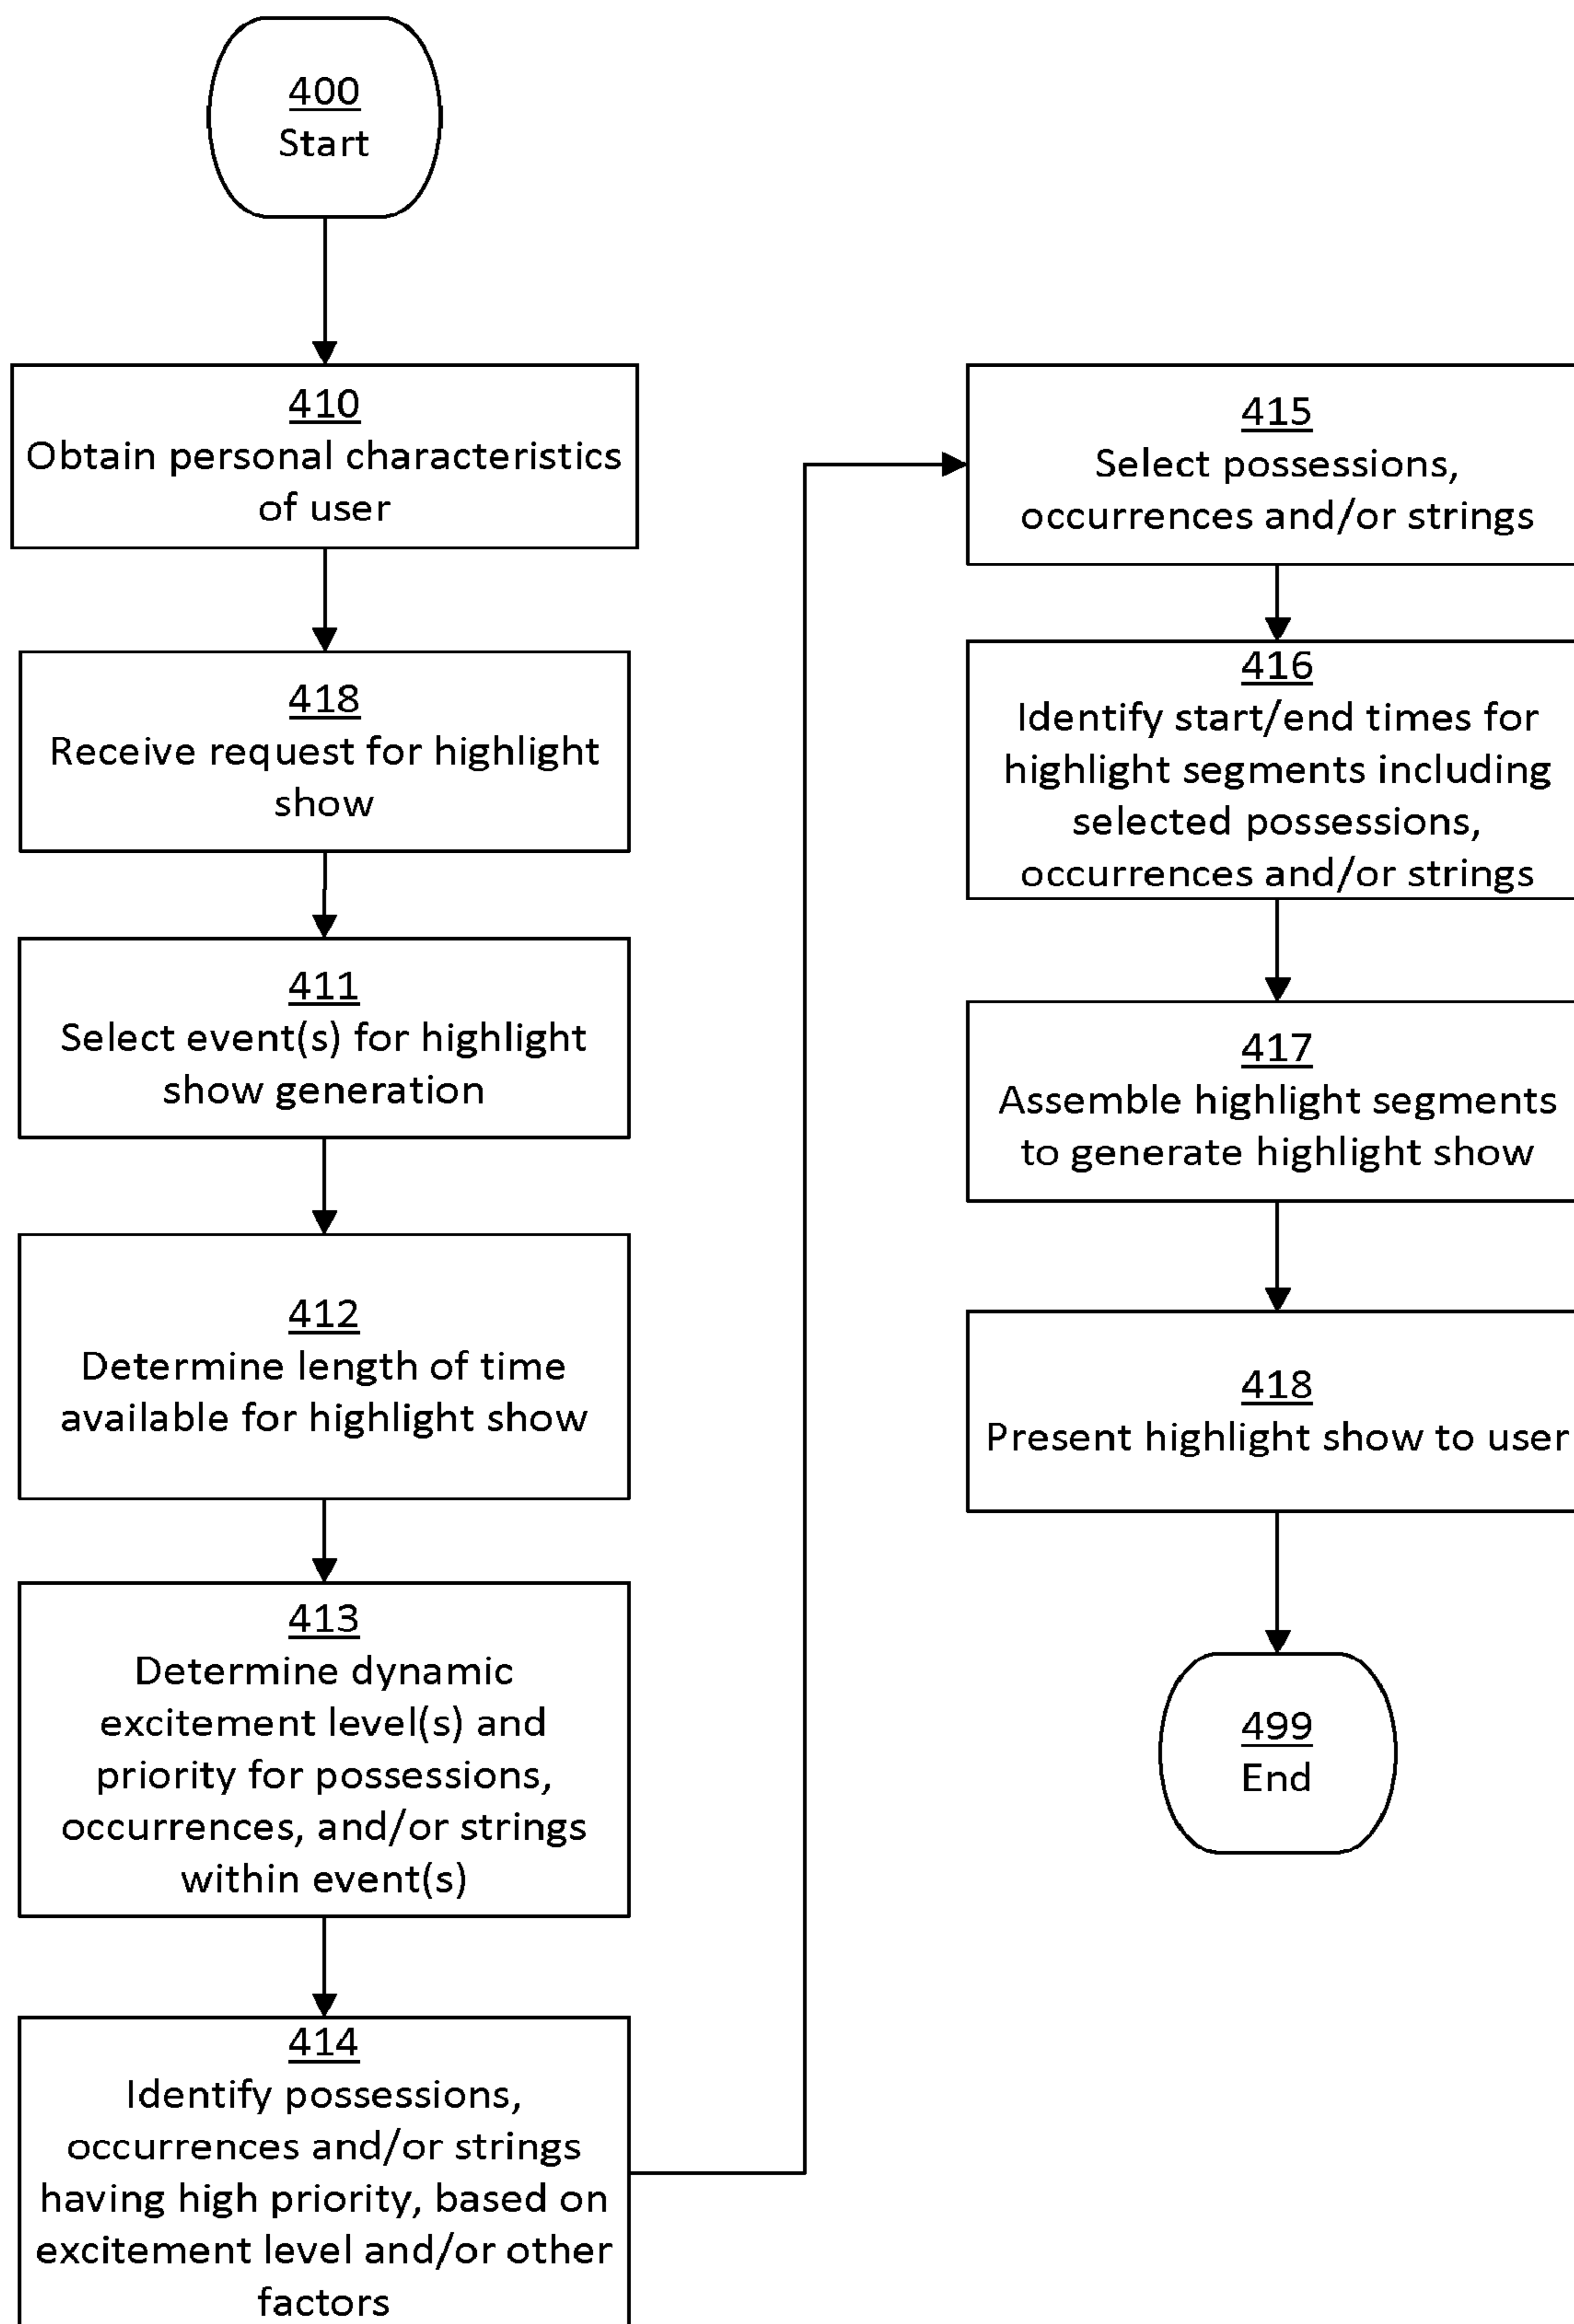 400
Start
410
Obtain personal characteristics
of user
418
Receive request for highlight
show
411
Select event(s) for highlight
show generation
412
Determine length of time
available for highlight show
413
Determine dynamic
excitement level(s) and
priority for possessions,
occurrences, and/or strings
within event(s)
414
Identify possessions,
occurrences and/or strings
having high priority, based on
excitement level and/or other
factors
415
Select possessions,
occurrences and/or strings
416
Identify start/end times for
highlight segments including
selected possessions,
occurrences and/or strings
417
Assemble highlight segments
to generate highlight show
418
Present highlight show to user
499
End